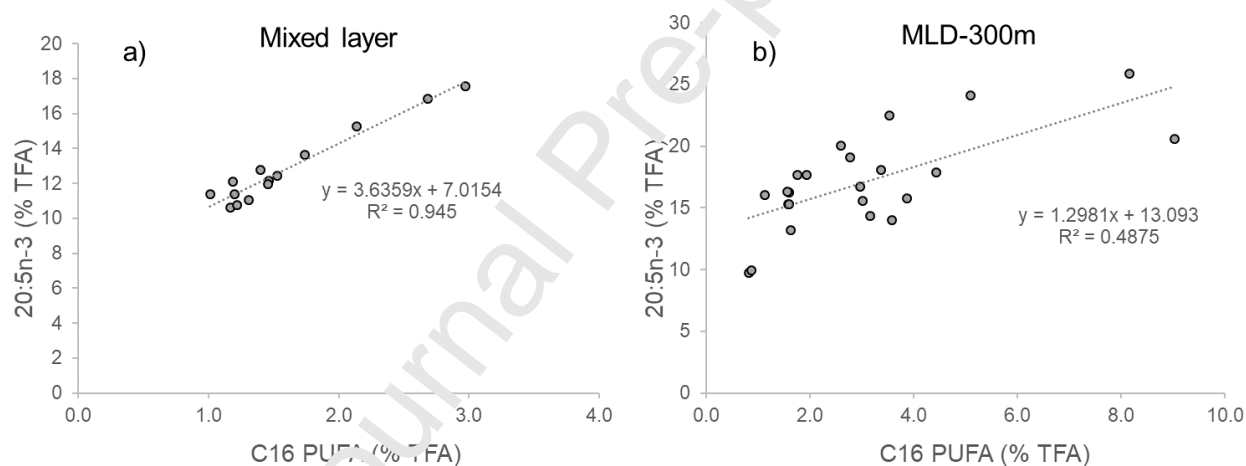 a)
Mixed layer
20
18
16
14
12
10
8
6
4
2
0
20:5n-3 (% TFA)
y = 3.6359x + 7.0154
R² = 0.945
0.0 1.0 2.0 3.0 4.0
C16 PUFA (% TFA)
b)
MLD-300m
30
25
20
15
10
5
0
20:5n-3 (% TFA)
y = 1.2981x + 13.093
R² = 0.4875
0.0 2.0 4.0 6.0 8.0 10.0
C16 PUFA (% TFA)
urnal Pre-p